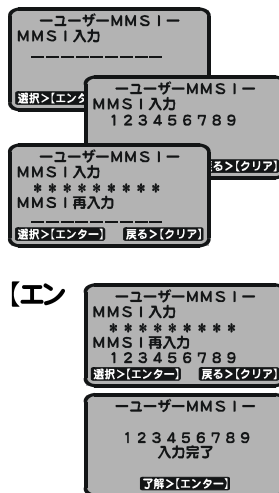 －ユーザーＭＭＳＩ－
ＭＭＳＩ入力
＿＿＿＿＿＿＿＿＿
選択>[エンタ
－ユーザーＭＭＳＩ－
ＭＭＳＩ入力
１２３４５６７８９
る>[クリア]
－ユーザーＭＭＳＩ－
ＭＭＳＩ入力
＊＊＊＊＊＊＊＊＊
ＭＭＳＩ再入力
＿＿＿＿＿＿＿＿＿
選択>[エンター] 戻る>[クリア]
【エン
－ユーザーＭＭＳＩ－
ＭＭＳＩ入力
＊＊＊＊＊＊＊＊＊
ＭＭＳＩ再入力
１２３４５６７８９
選択>[エンター] 戻る>[クリア]
－ユーザーＭＭＳＩ－
１２３４５６７８９
入力完了
了解>[エンター]